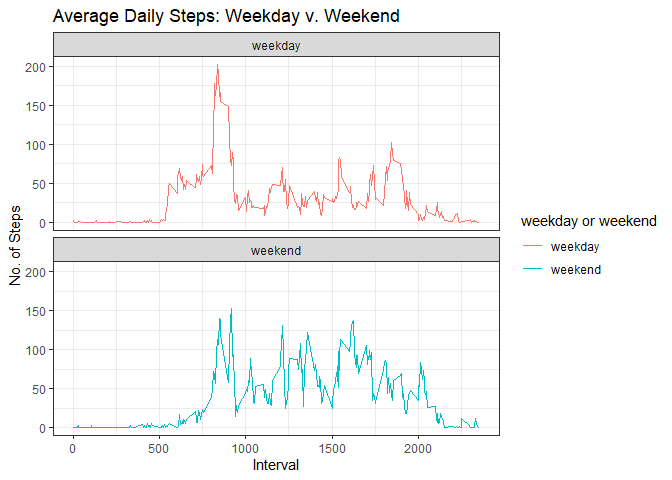 Average Daily Steps: Weekday v. Weekend
weekday
200
150
100
50
0
weekend
200
150
100
50
0
No. of Steps
0 500 1000 1500 2000
Interval
weekday or weekend
weekday
weekend